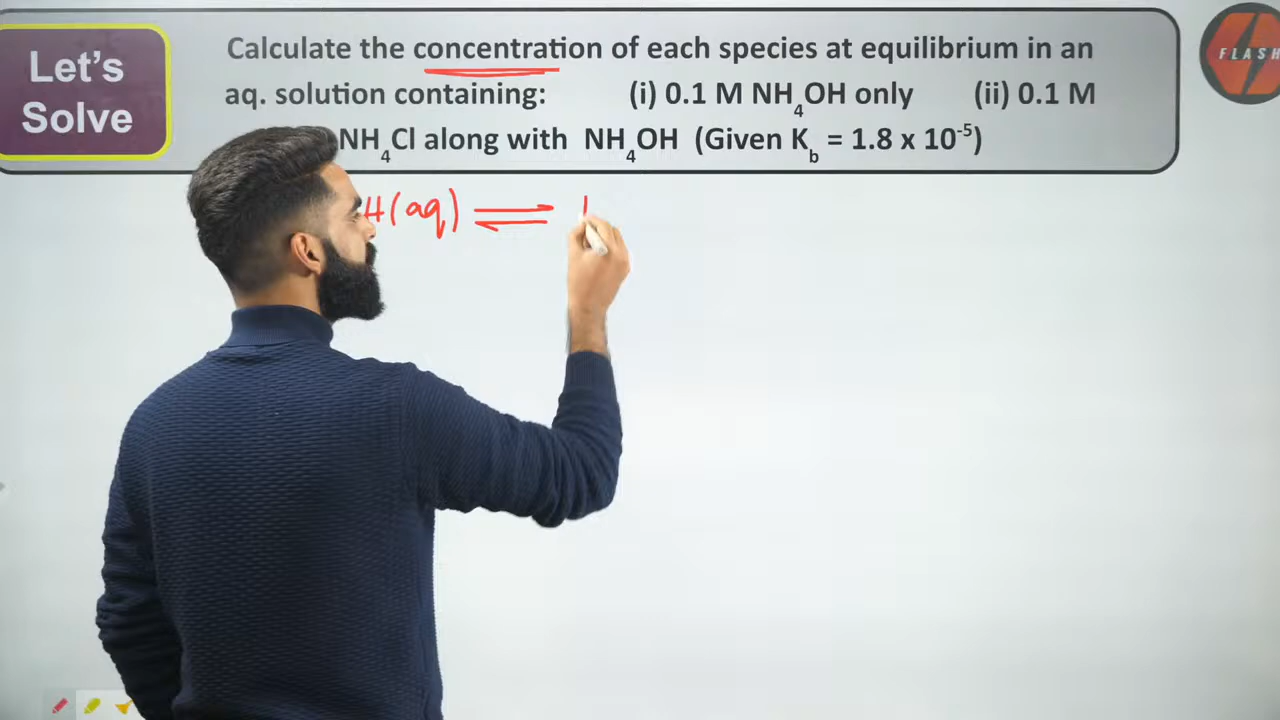 Let's
Solve
Calculate the concentration of each species at equilibrium in an
aq. solution containing: (i) 0.1 M NH₄OH only (ii) 0.1 M
NH₄Cl along with NH₄OH (Given K_b = 1.8 x 10⁻⁵)
FLASH
H(aq) ⇌